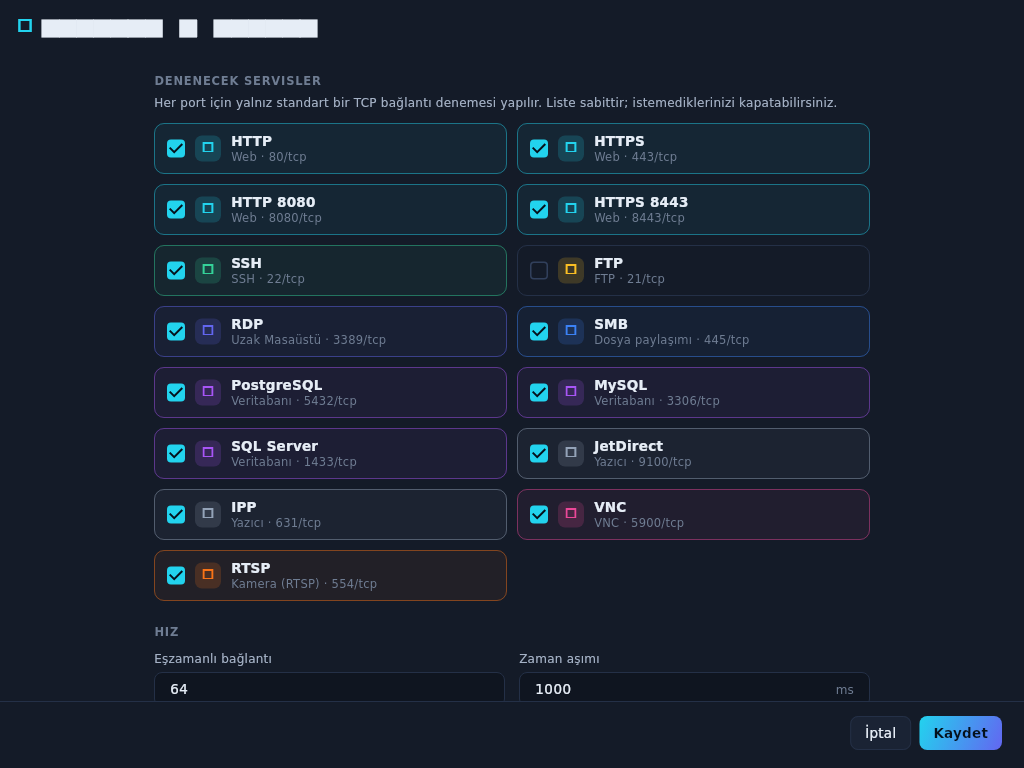 DENENECEK SERVISLER
Her port için yalnız standart bir TCP bağlantı denemesi yapılır. Liste sabittir; istemediklerinizi kapatabilirsiniz.
HTTP
Web · 80/tcp
HTTPS
Web · 443/tcp
HTTP 8080
Web · 8080/tcp
HTTPS 8443
Web · 8443/tcp
SSH
SSH · 22/tcp
FTP
FTP · 21/tcp
RDP
Uzak Masaüstü · 3389/tcp
SMB
Dosya paylaşımı · 445/tcp
PostgreSQL
Veritabanı · 5432/tcp
MySQL
Veritabanı · 3306/tcp
SQL Server
Veritabanı · 1433/tcp
JetDirect
Yazıcı · 9100/tcp
IPP
Yazıcı · 631/tcp
VNC
VNC · 5900/tcp
RTSP
Kamera (RTSP) · 554/tcp
HIZ
Eşzamanlı bağlantı
Zaman aşımı
64
1000 ms
İptal
Kaydet